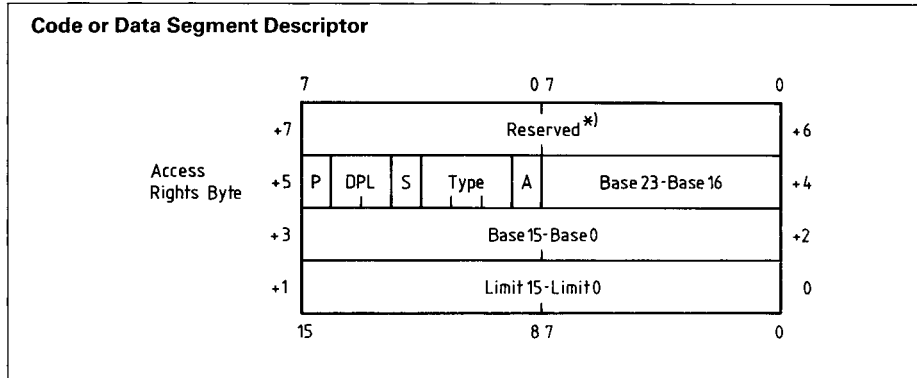 Code or Data Segment Descriptor
7 0 7 0
+7 Reserved*) +6
Access
Rights Byte +5 P DPL S Type A Base 23-Base 16 +4
+3 Base 15-Base 0 +2
+1 Limit 15-Limit 0 0
15 8 7 0